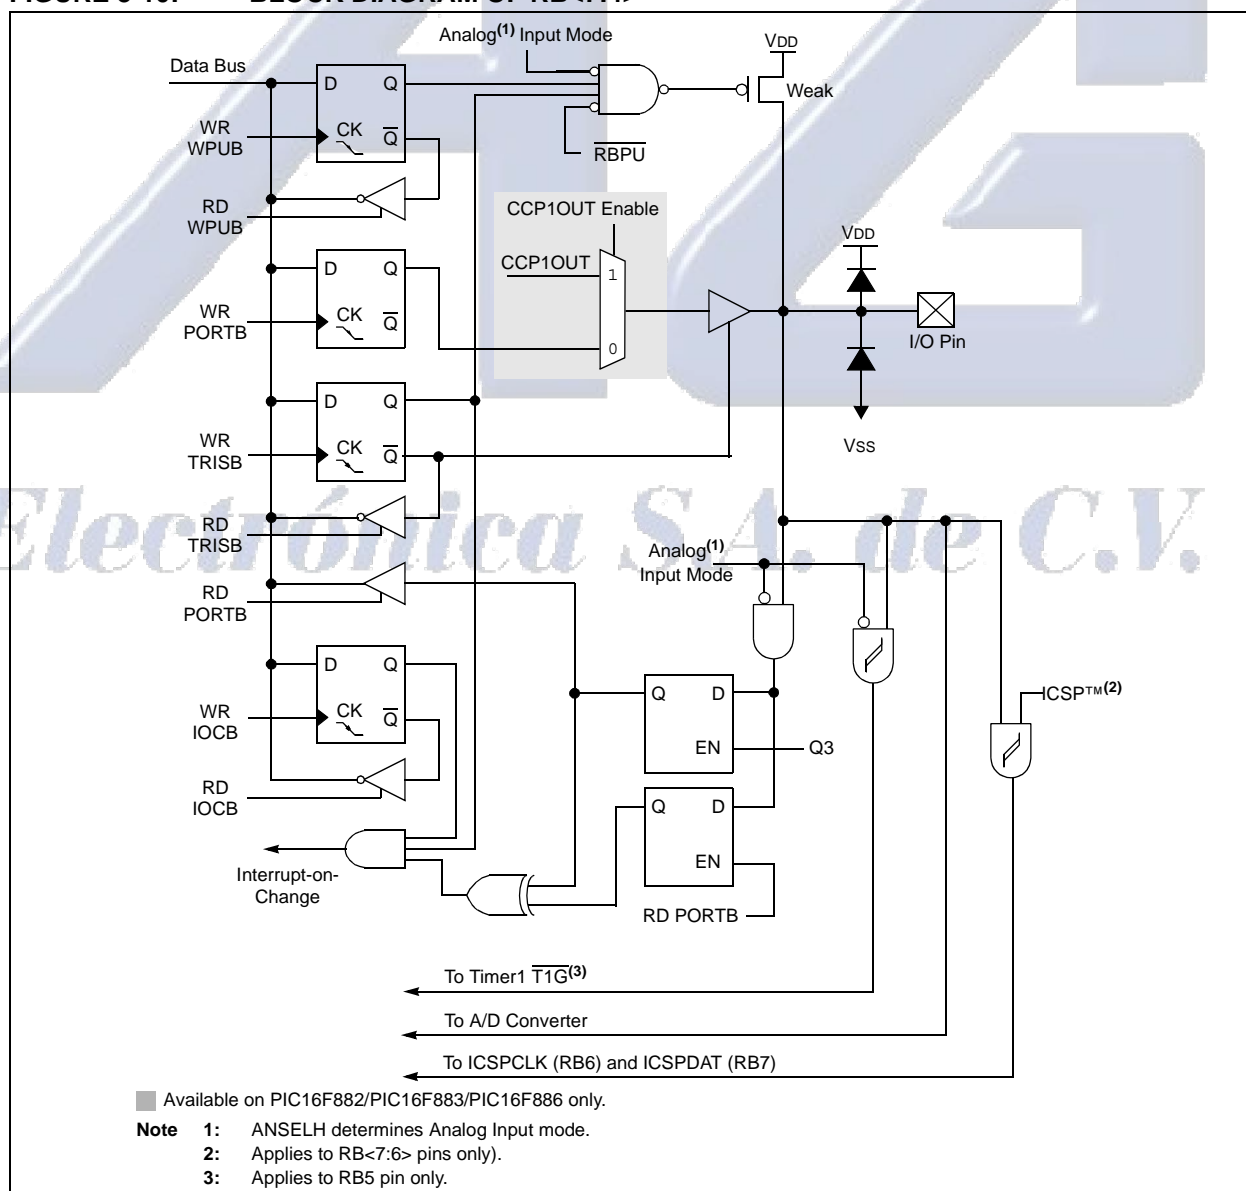 Analog(1) Input Mode
VDD
Data Bus
D Q
Weak
WR
WPUB
CK Q
RBPU
RD
WPUB
CCP1OUT Enable
VDD
CCP1OUT
1
D Q
WR
PORTB
CK Q
0
I/O Pin
D Q
WR
TRISB
CK Q
VSS
Electrónica S.A. de C.V.
RD
TRISB
Analog(1)
Input Mode
RD
PORTB
D Q
Q D
ICSP™(2)
WR
IOCB
CK Q
EN
Q3
RD
IOCB
Q D
EN
Interrupt-on-
Change
RD PORTB
To Timer1 T1G(3)
To A/D Converter
To ICSPCLK (RB6) and ICSPDAT (RB7)
Available on PIC16F882/PIC16F883/PIC16F886 only.
Note 1: ANSELH determines Analog Input mode.
2: Applies to RB<7:6> pins only).
3: Applies to RB5 pin only.